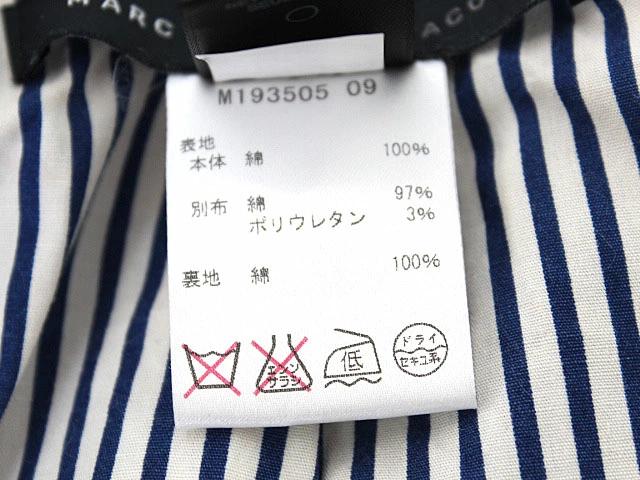 MARC ACO
M193505 09
表地
本体 綿 100%
別布 綿 97%
ポリウレタン 3%
裏地 綿 100%
エンソ
サラシ
低
ドライ
セキユ系